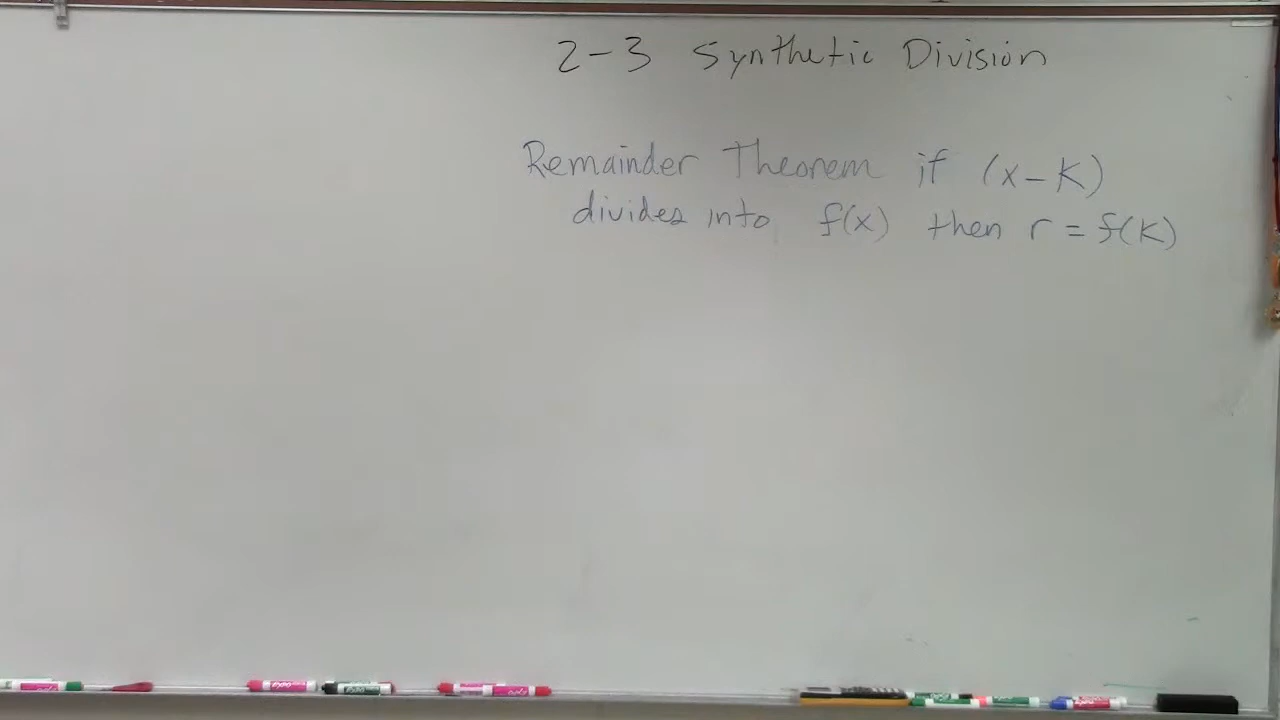 2-3 Synthetic Division
Remainder Theorem if (x-K)
divides into f(x) then r = f(K)